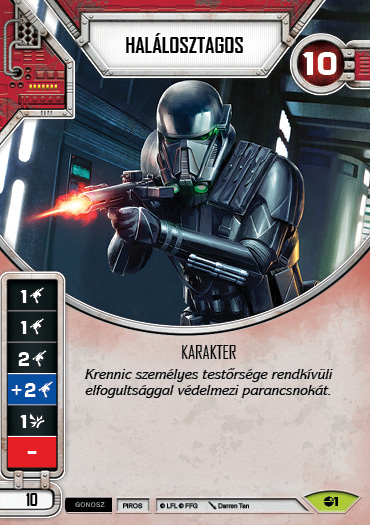 HALÁLOSZTAGOS
10
KARAKTER
Krennic személyes testőrsége rendkívüli
elfogultsággal védelmezi parancsnokát.
1
1
2
+2
1
-
10
GONOSZ
PIROS
© LFL © FFG
Darren Tan
1